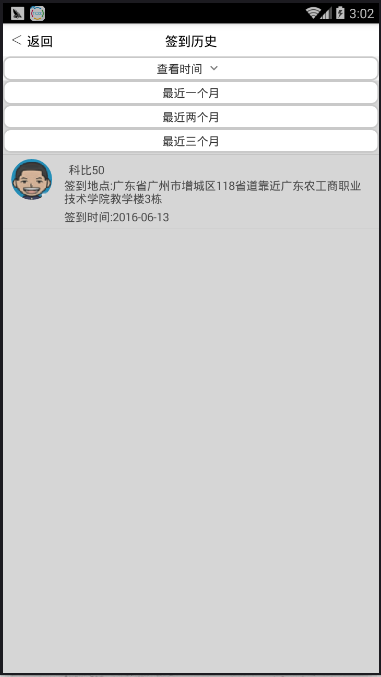 3:02
< 返回
签到历史
查看时间
最近一个月
最近两个月
最近三个月
科比50
签到地点:广东省广州市增城区118省道靠近广东农工商职业
技术学院教学楼3栋
签到时间:2016-06-13